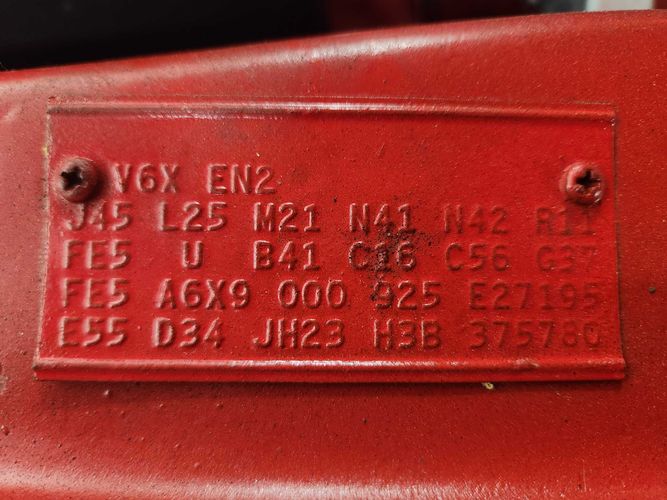 V6X EN2
J45 L25 M21 N41 N42 R11
FE5 U B41 C16 C56 G37
FE5 A6X9 000 925 E27195
E55 D34 JH23 H3B 375780